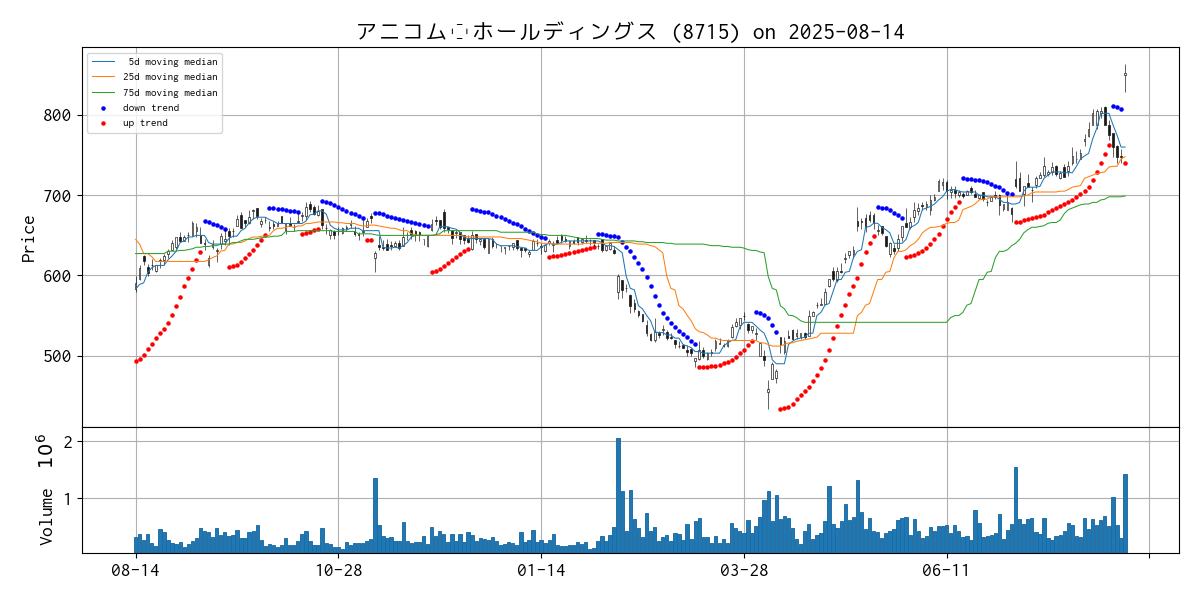 アニコム ホールディングス (8715) on 2025-08-14
5d moving median
25d moving median
75d moving median
down trend
up trend
Price
800
700
600
500
Volume 10^6
2
1
08-14 10-28 01-14 03-28 06-11